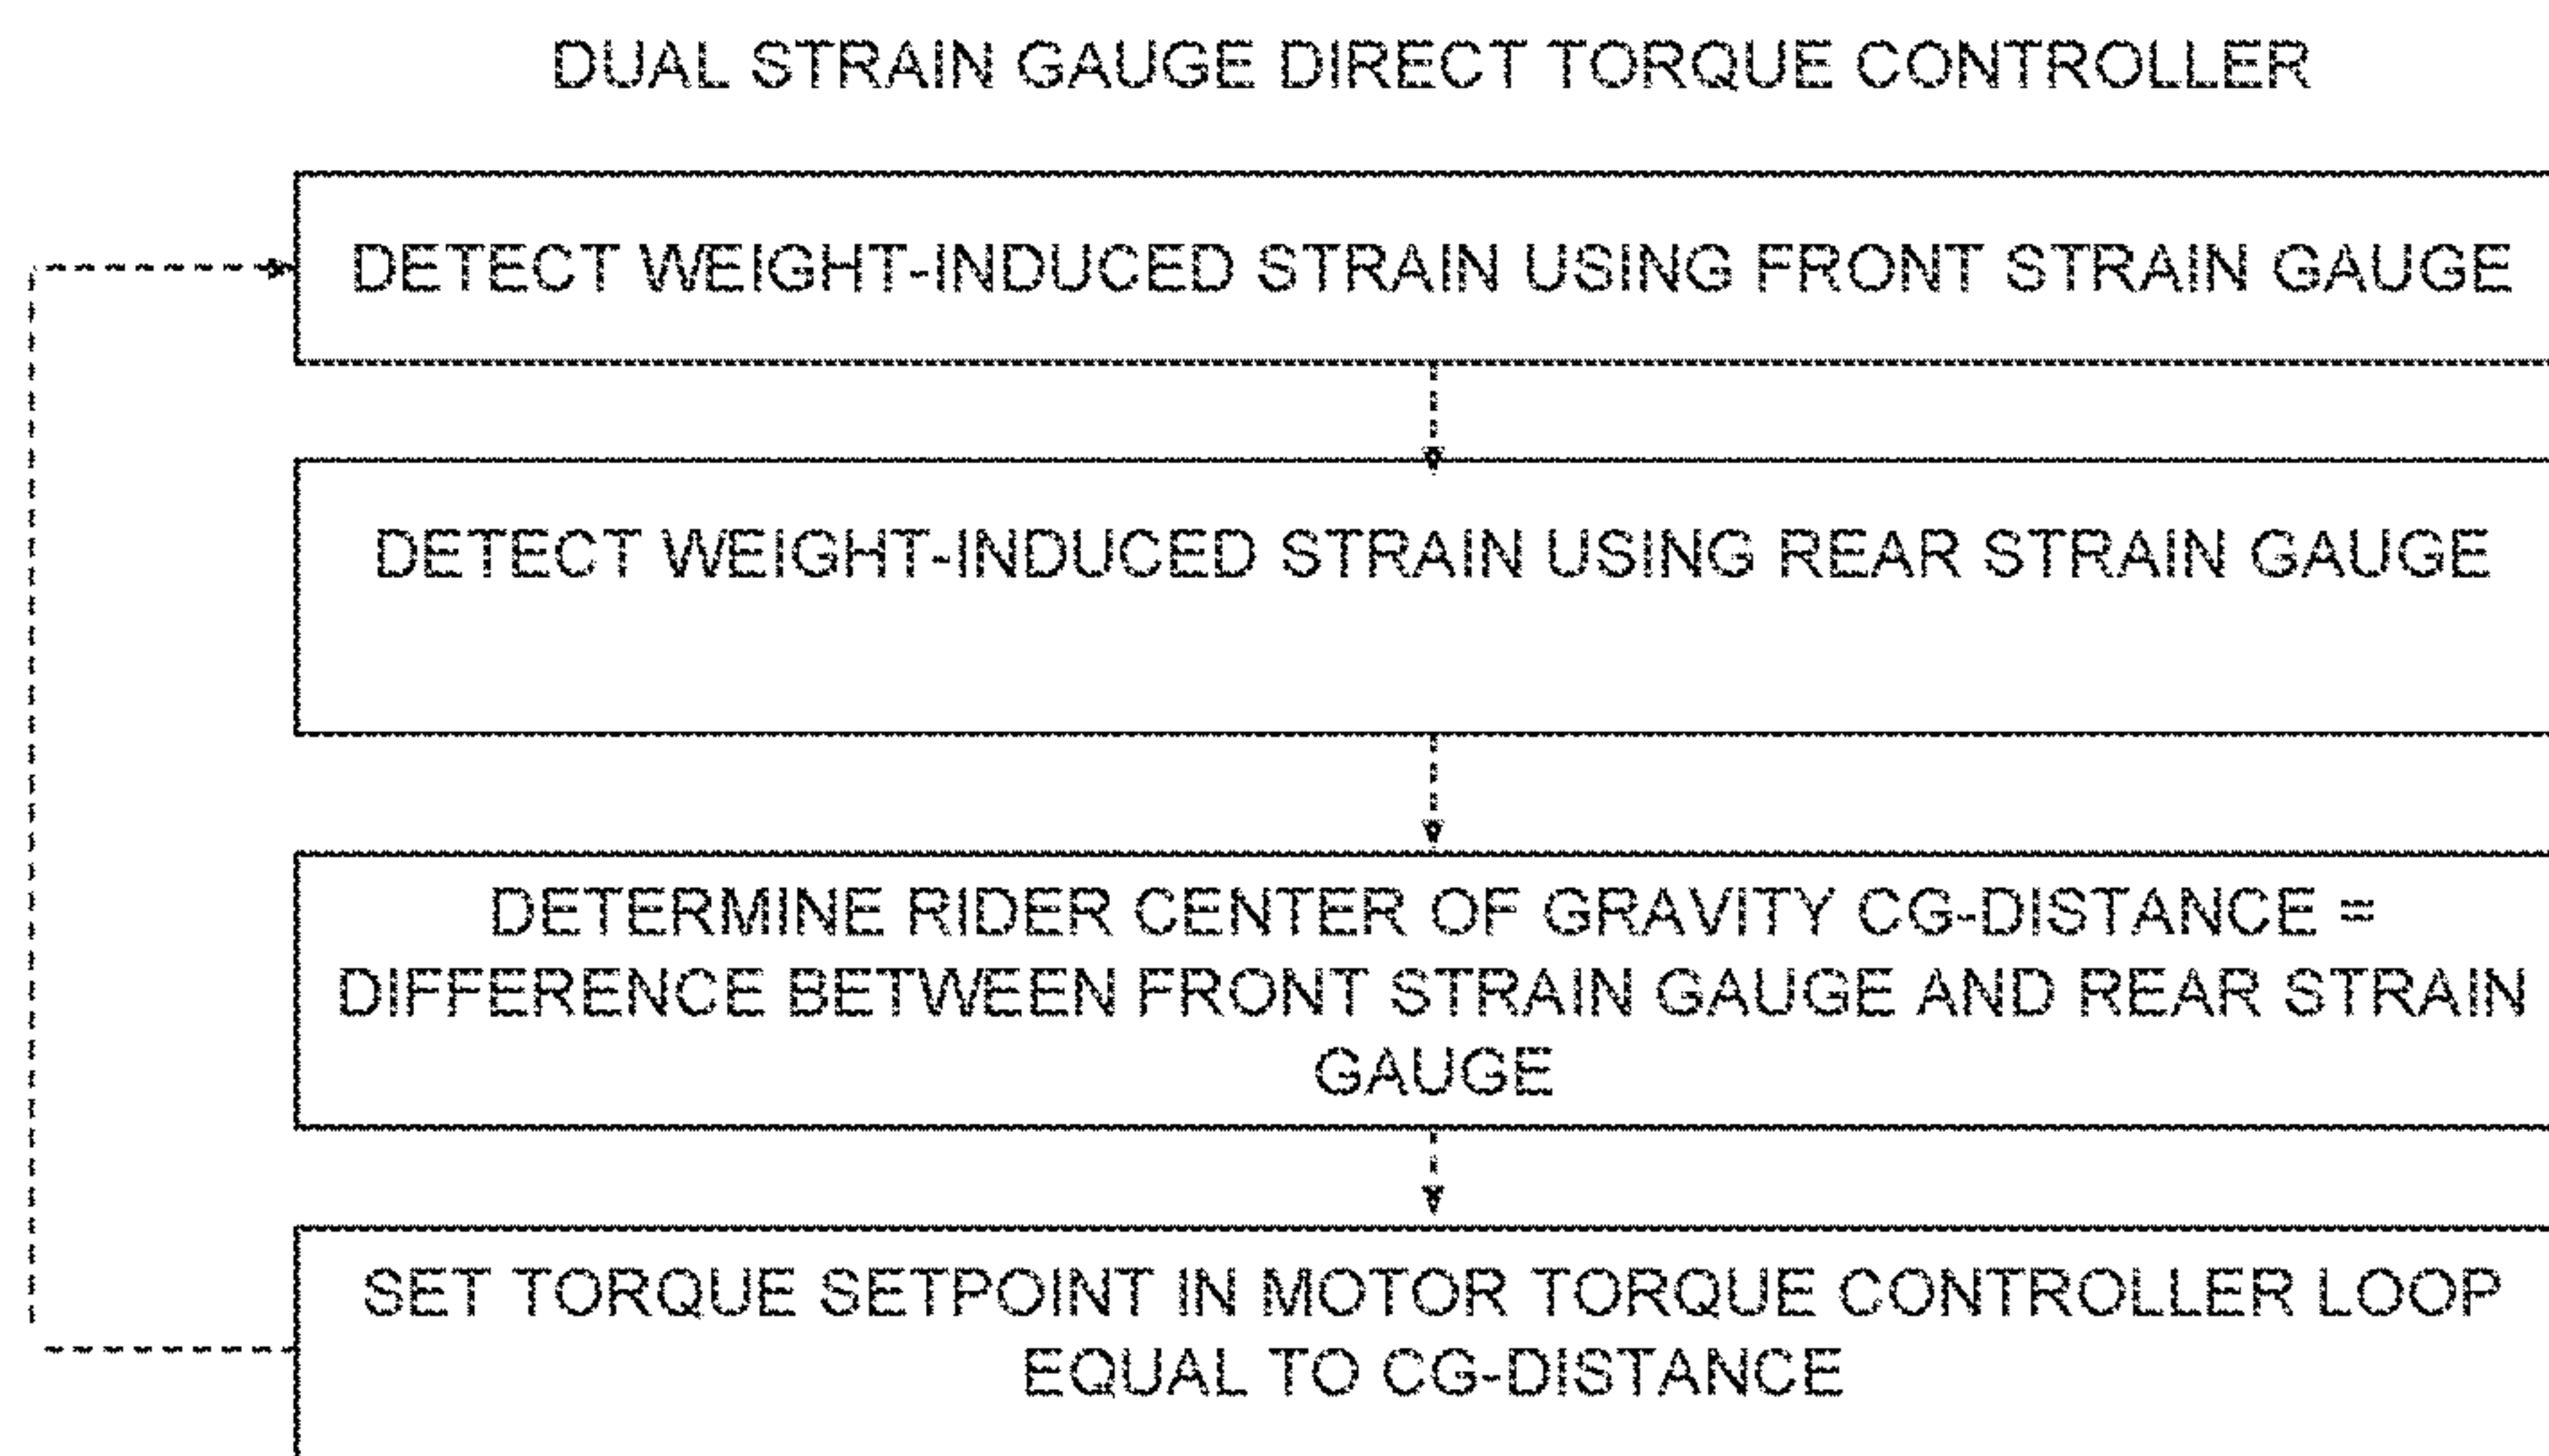 DUAL STRAIN GAUGE DIRECT TORQUE CONTROLLER
DETECT WEIGHT-INDUCED STRAIN USING FRONT STRAIN GAUGE
DETECT WEIGHT-INDUCED STRAIN USING REAR STRAIN GAUGE
DETERMINE RIDER CENTER OF GRAVITY CG-DISTANCE =
DIFFERENCE BETWEEN FRONT STRAIN GAUGE AND REAR STRAIN
GAUGE
SET TORQUE SETPOINT IN MOTOR TORQUE CONTROLLER LOOP
EQUAL TO CG-DISTANCE